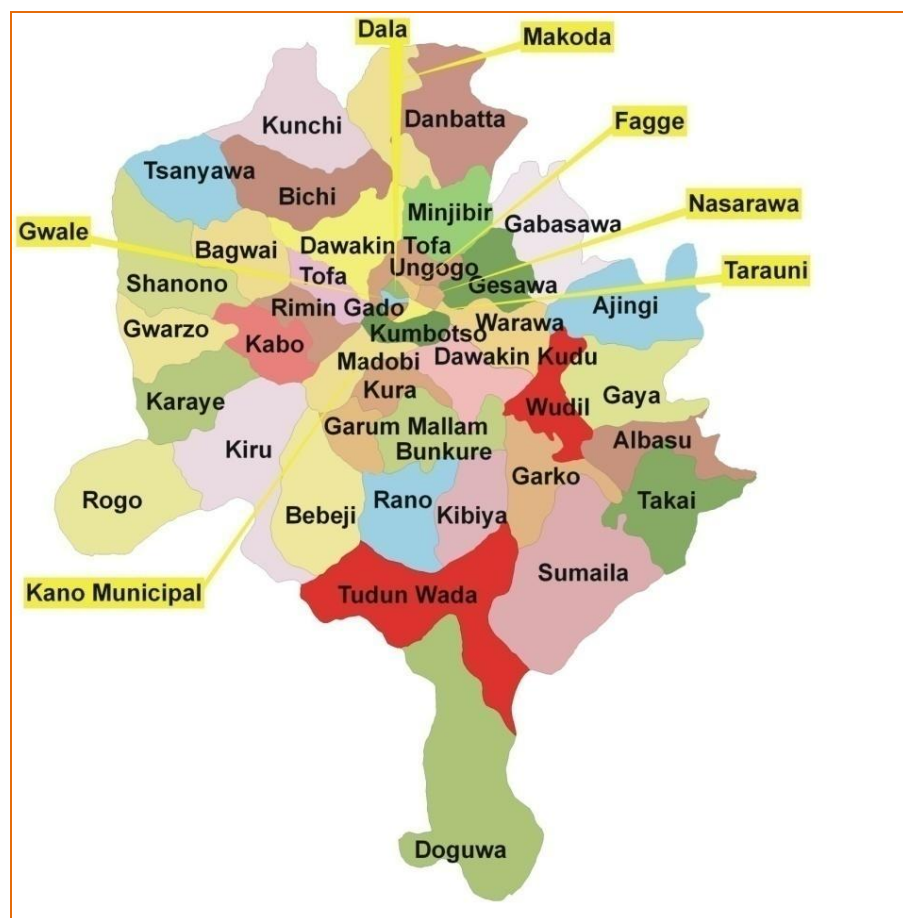 Dala
Makoda
Kunchi
Danbatta
Fagge
Tsanyawa
Bichi
Minjibir
Nasarawa
Gabasawa
Gwale
Bagwai
Dawakin Tofa
Ungogo
Tarauni
Shanono
Tofa
Gesawa
Ajingi
Rimin Gado
Gwarzo
Kabo
Kumbotso
Warawa
Madobi
Dawakin Kudu
Kura
Gaya
Karaye
Wudil
Garum Mallam
Albasu
Kiru
Bunkure
Garko
Rogo
Bebeji
Rano
Kibiya
Takai
Sumaila
Kano Municipal
Tudun Wada
Doguwa